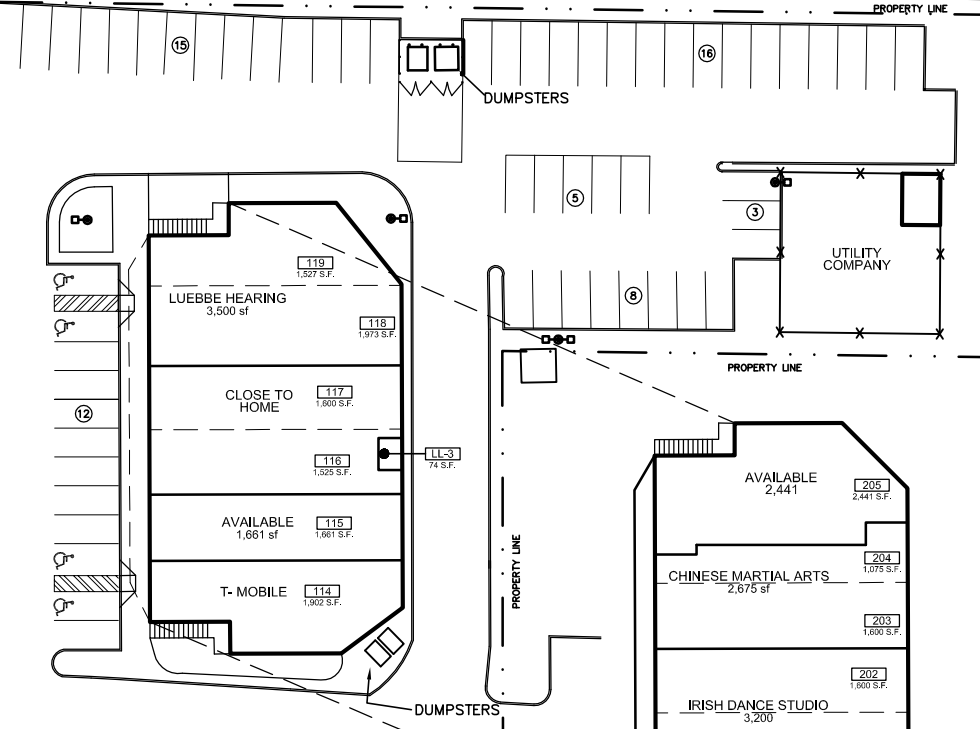 PROPERTY LINE
15
16
DUMPSTERS
5
3
UTILITY
COMPANY
119
1,527 S.F.
LUEBBE HEARING
3,500 sf
8
118
1,973 S.F.
PROPERTY LINE
CLOSE TO
HOME
117
1,600 S.F.
12
116
1,525 S.F.
LL-3
74 S.F.
AVAILABLE
2,441
205
2,441 S.F.
AVAILABLE
1,661 sf
115
1,661 S.F.
PROPERTY LINE
204
1,075 S.F.
CHINESE MARTIAL ARTS
2,675 sf
T- MOBILE
114
1,902 S.F.
203
1,600 S.F.
202
1,600 S.F.
DUMPSTERS
IRISH DANCE STUDIO
3,200